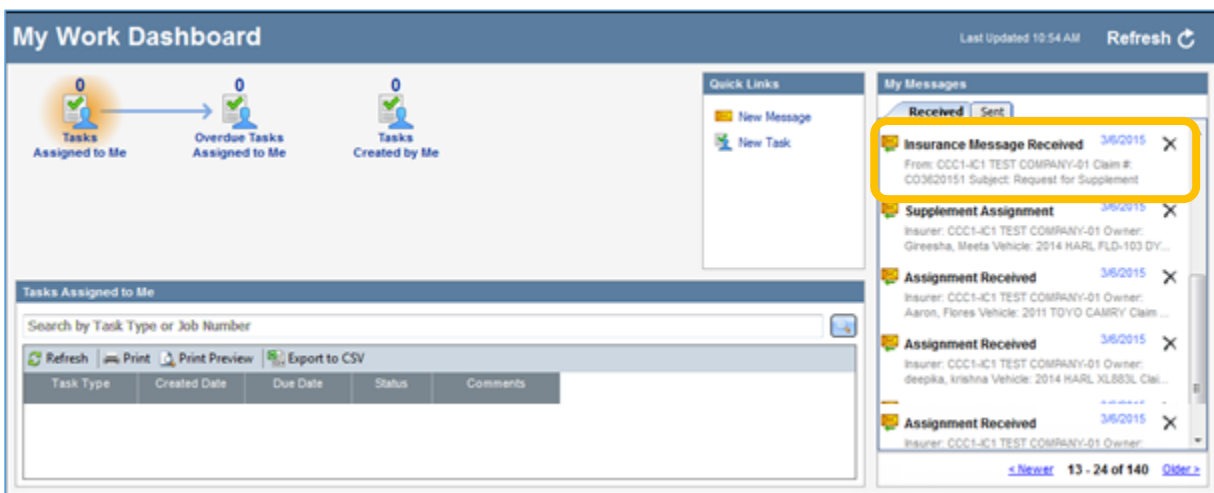 My Work Dashboard
Last Updated 10:54 AM
Refresh
0
Tasks
Assigned to Me
0
Overdue Tasks
Assigned to Me
0
Tasks
Created by Me
Quick Links
New Message
New Task
My Messages
Received
Sent
Insurance Message Received 3/6/2015
From: CCC1-IC1 TEST COMPANY-01 Claim #:
CO3620151 Subject: Request for Supplement
Supplement Assignment 3/6/2015
Insurer: CCC1-IC1 TEST COMPANY-01 Owner:
Gireesha, Meeta Vehicle: 2014 HARL FLD-103 DY...
Assignment Received 3/6/2015
Insurer: CCC1-IC1 TEST COMPANY-01 Owner:
Aaron, Flores Vehicle: 2011 TOYO CAMRY Claim ...
Assignment Received 3/6/2015
Insurer: CCC1-IC1 TEST COMPANY-01 Owner:
deepika, krishna Vehicle: 2014 HARL XL883L Clai...
Assignment Received 3/6/2015
Insurer: CCC1-IC1 TEST COMPANY-01 Owner:
< Newer 13 - 24 of 140 Older >
Tasks Assigned to Me
Search by Task Type or Job Number
Refresh Print Print Preview Export to CSV
Task Type Created Date Due Date Status Comments